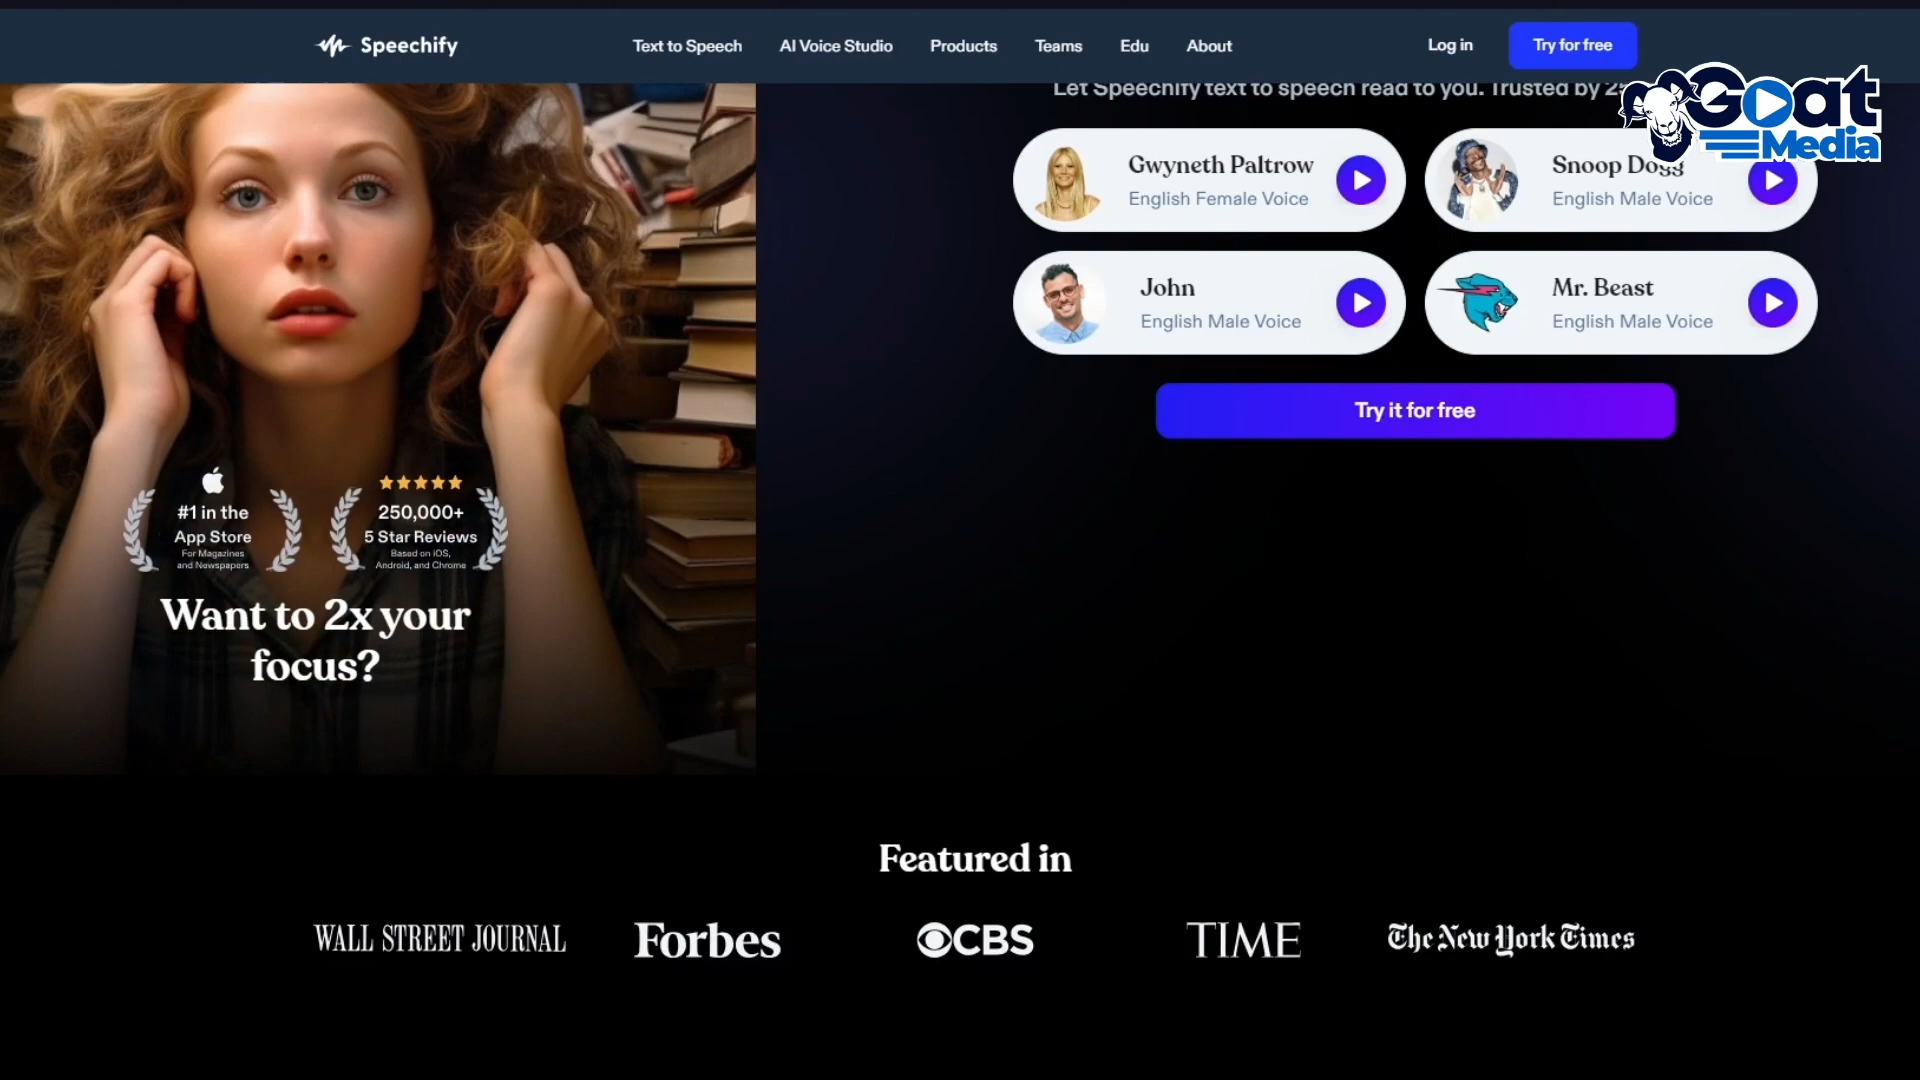 Speechify
Text to Speech
AI Voice Studio
Products
Teams
Edu
About
Log in
Try for free
Goat
Media
Let Speechify text to speech read to you. Trusted by
Gwyneth Paltrow
English Female Voice
Snoop Dogg
English Male Voice
John
English Male Voice
Mr. Beast
English Male Voice
Try it for free
#1 in the
App Store
For Magazines
and Newspapers
250,000+
5 Star Reviews
Based on iOS,
Android, and Chrome
Want to 2x your
focus?
Featured in
WALL STREET JOURNAL
Forbes
CBS
TIME
The New York Times